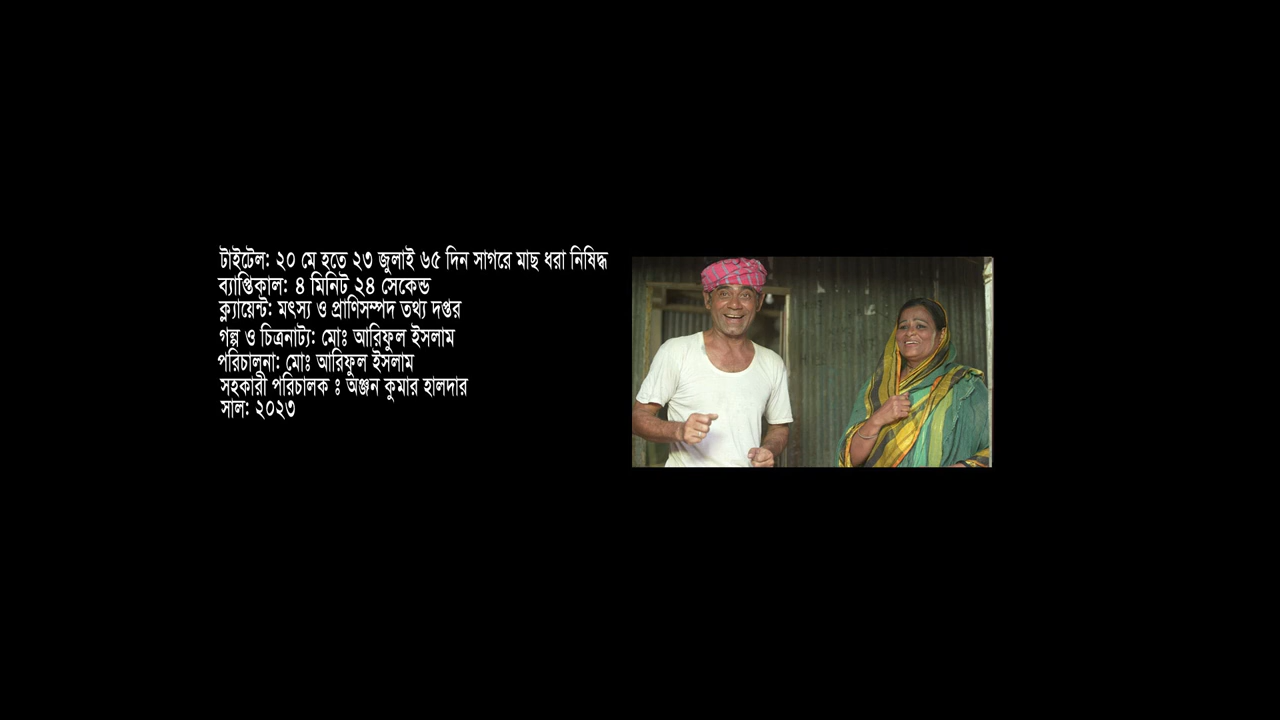 টাইটেল: ২০ মে হতে ২৩ জুলাই ৬৫ দিন সাগরে মাছ ধরা নিষিদ্ধ
ব্যাপ্তিকাল: ৪ মিনিট ২৪ সেকেন্ড
ক্ল্যায়েন্ট: মৎস্য ও প্রাণিসম্পদ তথ্য দপ্তর
গল্প ও চিত্রনাট্য: মোঃ আরিফুল ইসলাম
পরিচালনা: মোঃ আরিফুল ইসলাম
সহকারী পরিচালক ঃ অঞ্জন কুমার হালদার
সাল: ২০২৩